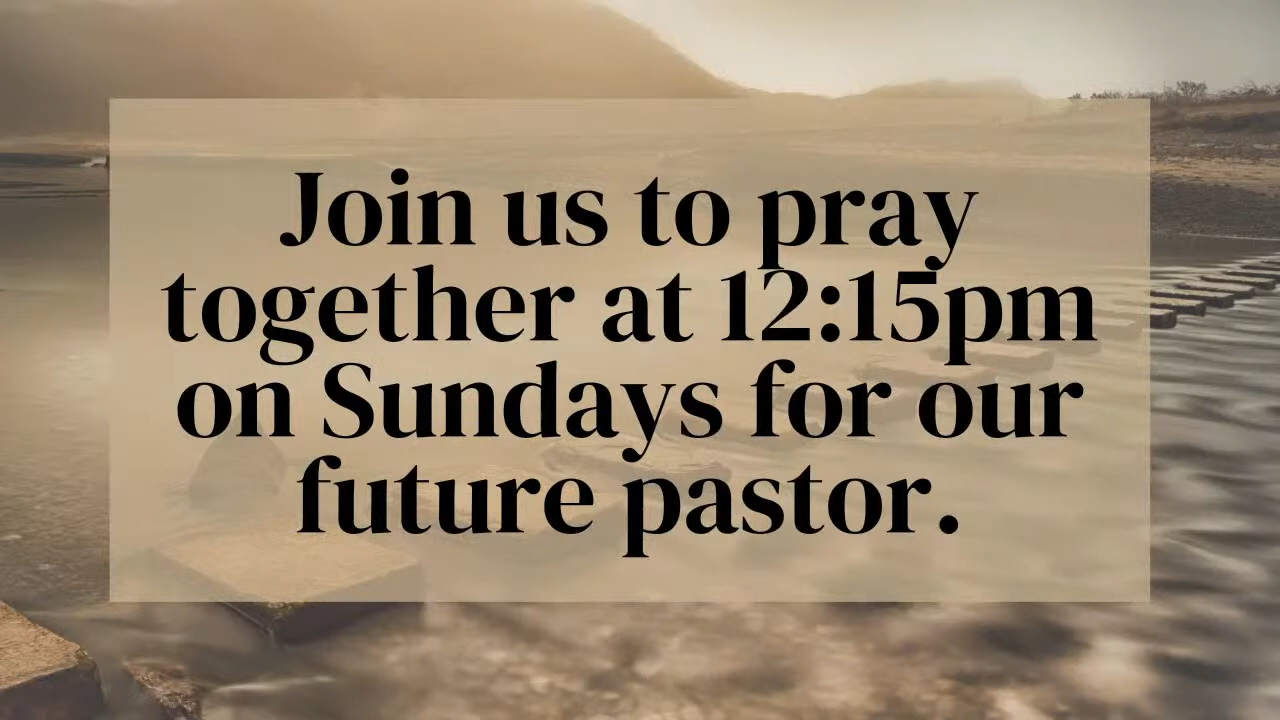 Join us to pray
together at 12:15pm
on Sundays for our
future pastor.